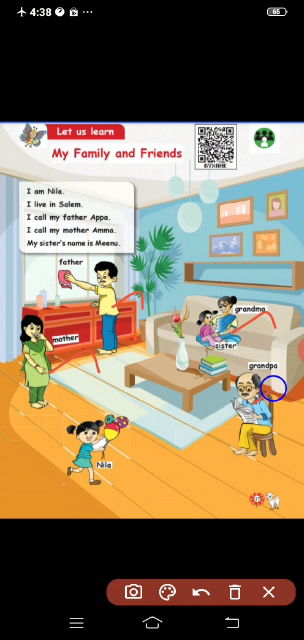 4:38
65
Let us learn
My Family and Friends
I am Nila.
I live in Salem.
I call my father Appa.
I call my mother Amma.
My sister's name is Meenu.
father
grandma
sister
mother
grandpa
Nila